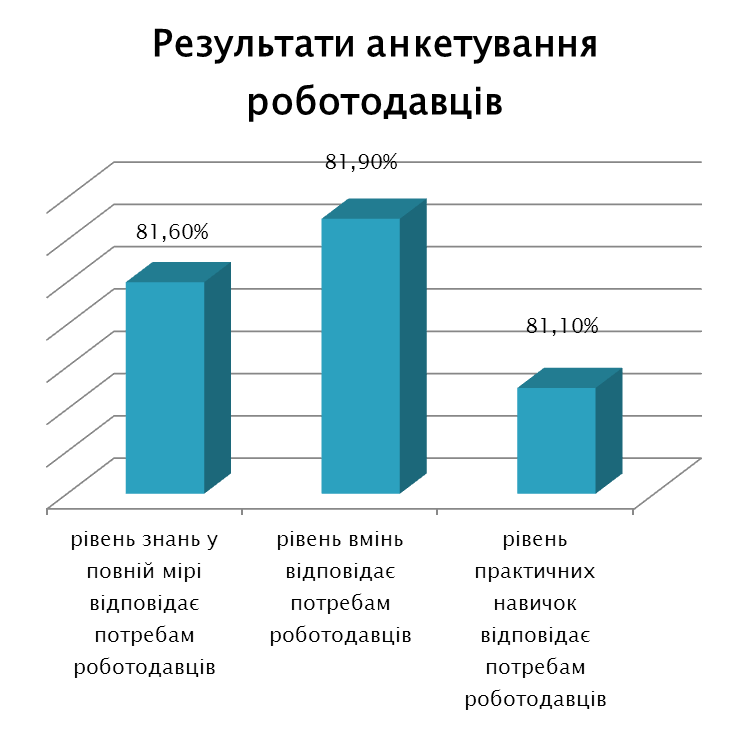 Результати анкетування
роботодавців
81,90%
81,60%
81,10%
рівень знань у
повній мірі
відповідає
потребам
роботодавців
рівень вмінь
відповідає
потребам
роботодавців
рівень
практичних
навичок
відповідає
потребам
роботодавців